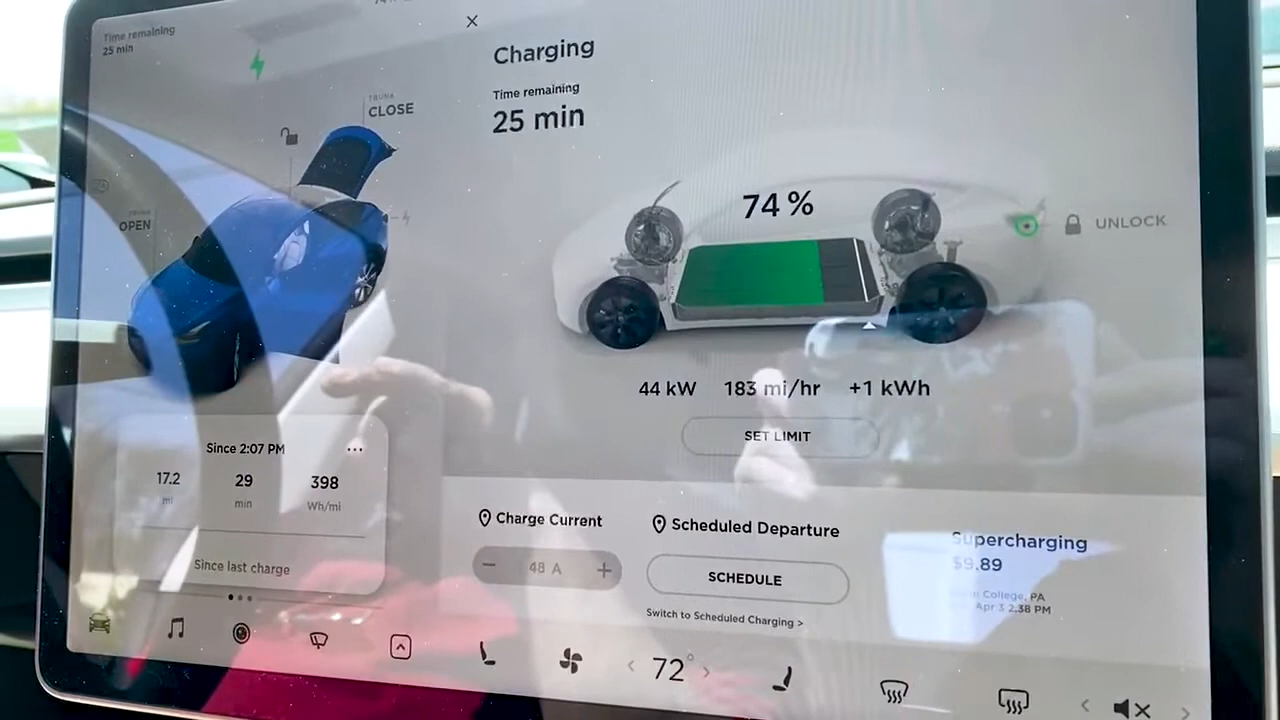 Time remaining
25 min
TRUNK
CLOSE
OPEN
Since 2:07 PM
17.2
29
398
mi
min
Wh/mi
Since last charge
Charging
Time remaining
25 min
74 %
UNLOCK
44 kW 183 mi/hr +1 kWh
SET LIMIT
Charge Current
− 48 A +
Scheduled Departure
SCHEDULE
Switch to Scheduled Charging >
Supercharging
$9.89
College, PA
Apr 3 2:38 PM
< 72° >